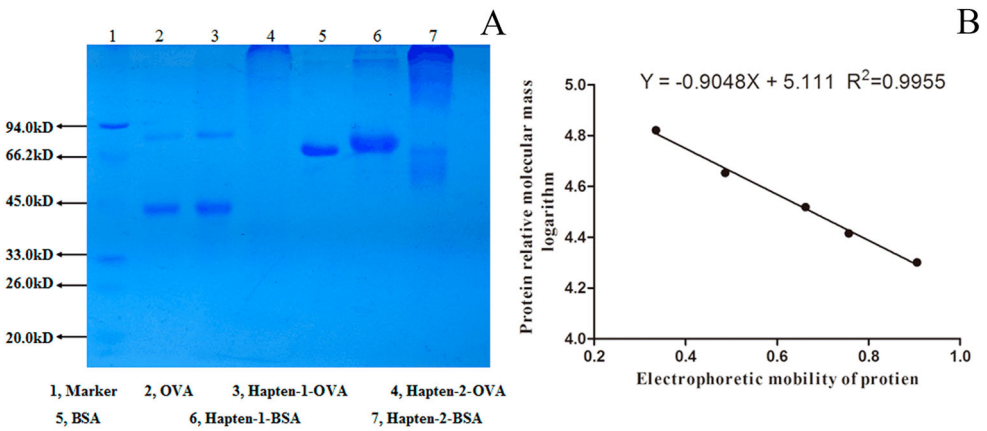 A
1 2 3 4 5 6 7
94.0kD
66.2kD
45.0kD
33.0kD
26.0kD
20.0kD
1, Marker 2, OVA 3, Hapten-1-OVA 4, Hapten-2-OVA
5, BSA 6, Hapten-1-BSA 7, Hapten-2-BSA
B
Y = -0.9048X + 5.111 R²=0.9955
Protein relative molecular mass
logarithm
5.0
4.8
4.6
4.4
4.2
4.0
0.2 0.4 0.6 0.8 1.0
Electrophoretic mobility of protien